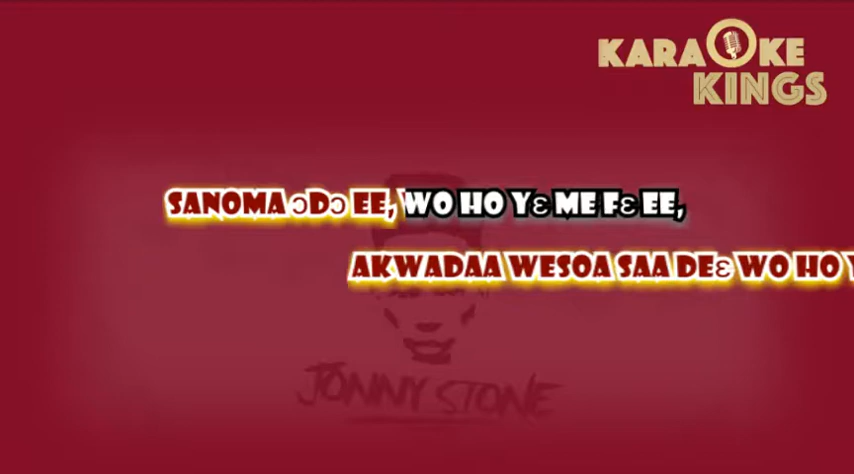 KARAOKE
KINGS
SANOMA ɔDɔ EE, WO HO Yɛ ME Fɛ EE,
AKWADAA WESOA SAA DEɛ WO HO Y
JONNY STONE